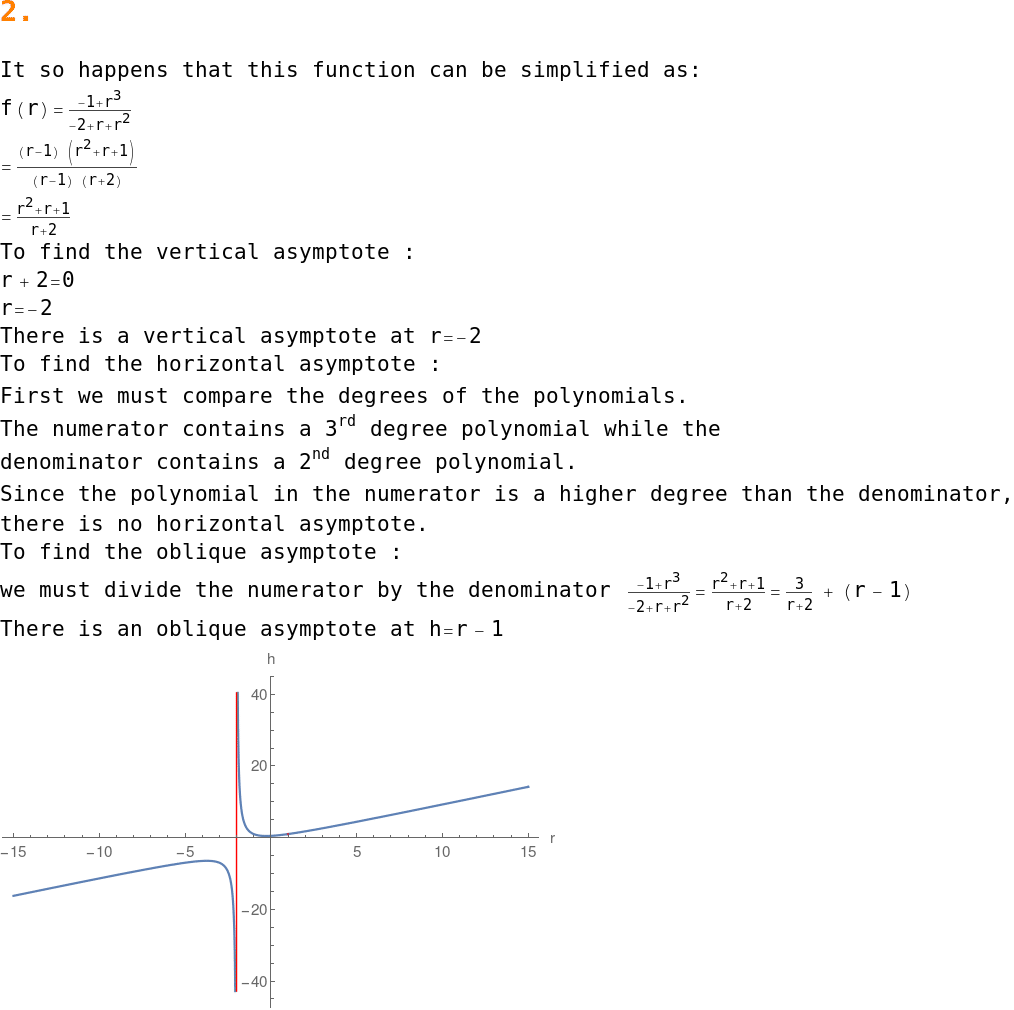 2.
It so happens that this function can be simplified as:
f(r)=(-1+r^3)/(-2+r+r^2)
=((r-1) (r^2+r+1))/((r-1) (r+2))
=(r^2+r+1)/(r+2)
To find the vertical asymptote :
r + 2=0
r=-2
There is a vertical asymptote at r=-2
To find the horizontal asymptote :
First we must compare the degrees of the polynomials.
The numerator contains a 3^rd degree polynomial while the
denominator contains a 2^nd degree polynomial.
Since the polynomial in the numerator is a higher degree than the denominator,
there is no horizontal asymptote.
To find the oblique asymptote :
we must divide the numerator by the denominator (-1+r^3)/(-2+r+r^2) = (r^2+r+1)/(r+2) = 3/(r+2) + (r - 1)
There is an oblique asymptote at h=r - 1
h
40
20
r
-15 -10 -5 5 10 15
-20
-40